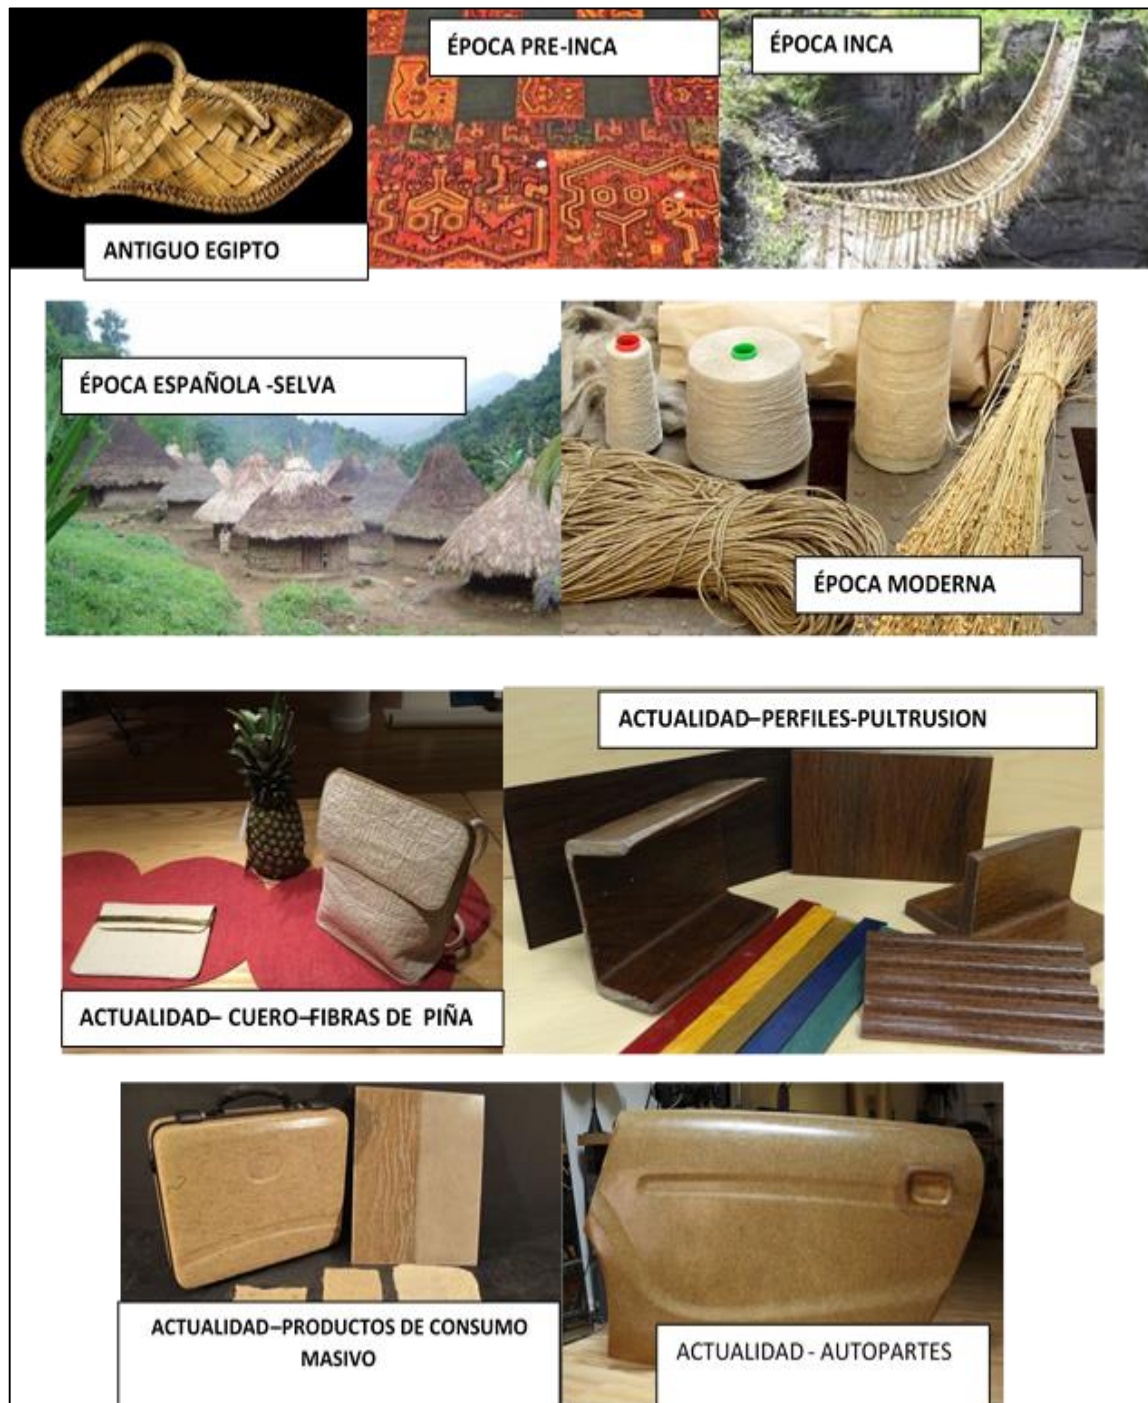 ÉPOCA PRE-INCA
ÉPOCA INCA
ANTIGUO EGIPTO
ÉPOCA ESPAÑOLA -SELVA
ÉPOCA MODERNA
ACTUALIDAD–PERFILES-PULTRUSION
ACTUALIDAD– CUERO–FIBRAS DE PIÑA
ACTUALIDAD–PRODUCTOS DE CONSUMO
MASIVO
ACTUALIDAD - AUTOPARTES